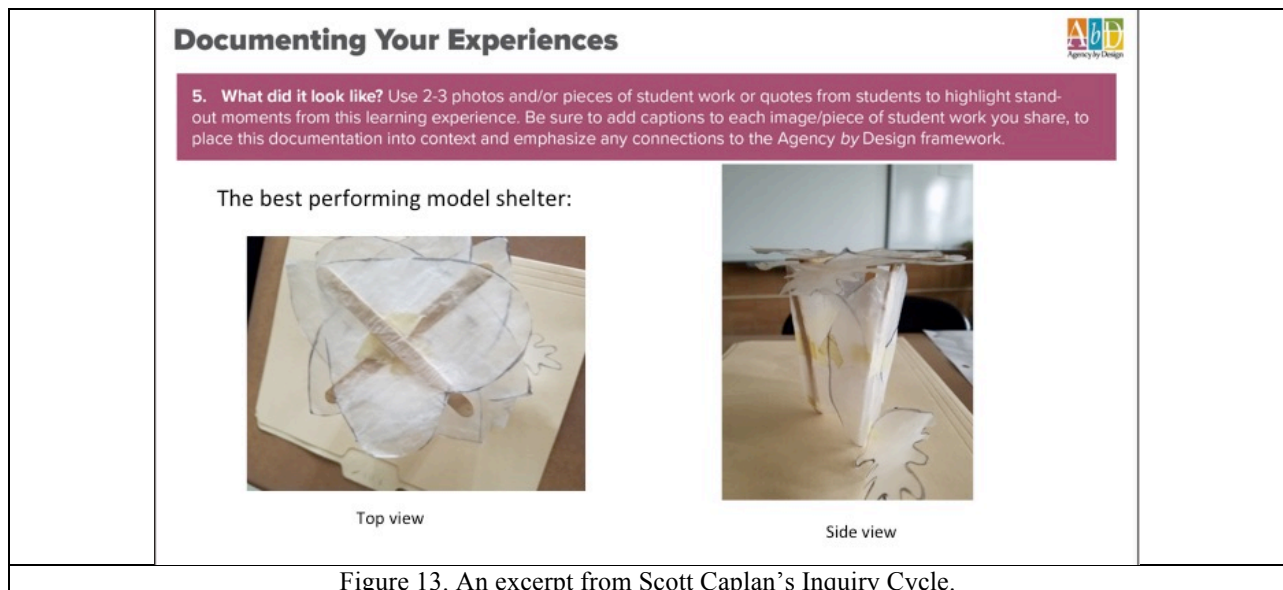 Documenting Your Experiences
AbD
Agency by Design
5. What did it look like? Use 2-3 photos and/or pieces of student work or quotes from students to highlight stand-
out moments from this learning experience. Be sure to add captions to each image/piece of student work you share, to
place this documentation into context and emphasize any connections to the Agency by Design framework.
The best performing model shelter:
Top view
Side view
Figure 13. An excerpt from Scott Caplan's Inquiry Cycle.